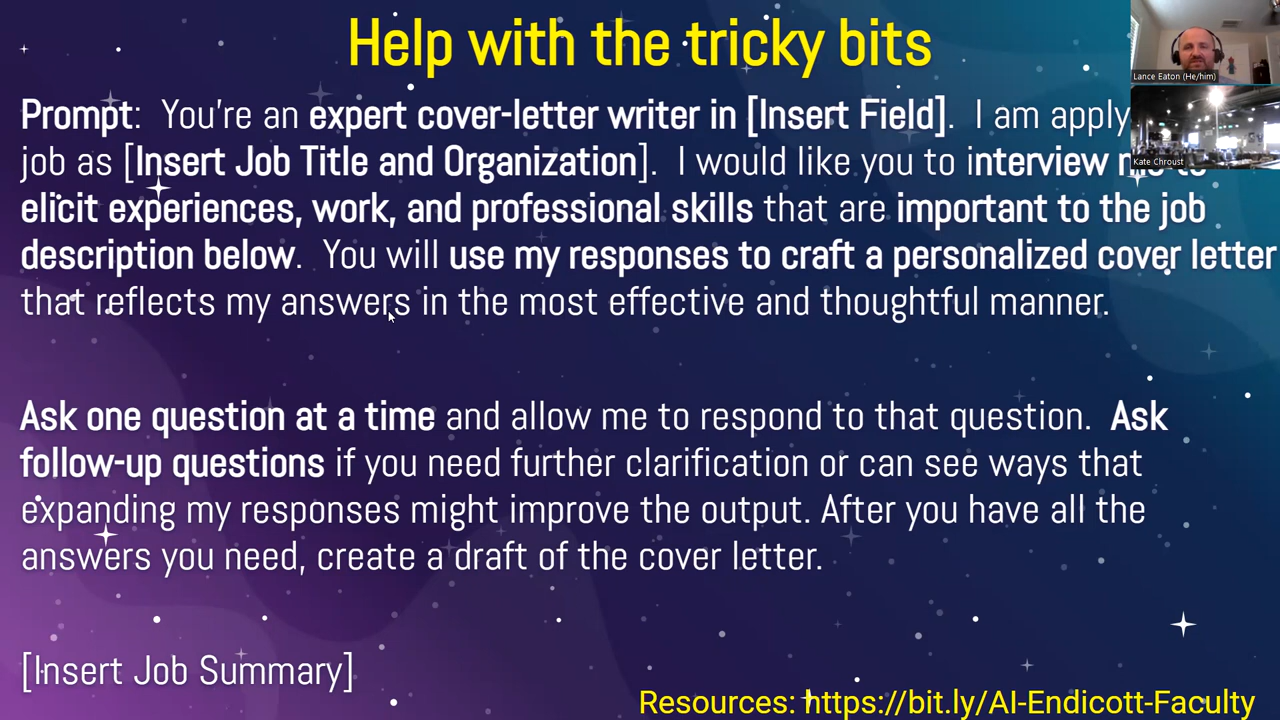 Help with the tricky bits
Lance Eaton (He/him)
Kate Chroust
Prompt: You're an expert cover-letter writer in [Insert Field]. I am apply
job as [Insert Job Title and Organization]. I would like you to interview
elicit experiences, work, and professional skills that are important to the job
description below. You will use my responses to craft a personalized cover letter
that reflects my answers in the most effective and thoughtful manner.
Ask one question at a time and allow me to respond to that question. Ask
follow-up questions if you need further clarification or can see ways that
expanding my responses might improve the output. After you have all the
answers you need, create a draft of the cover letter.
[Insert Job Summary]
Resources: https://bit.ly/AI-Endicott-Faculty